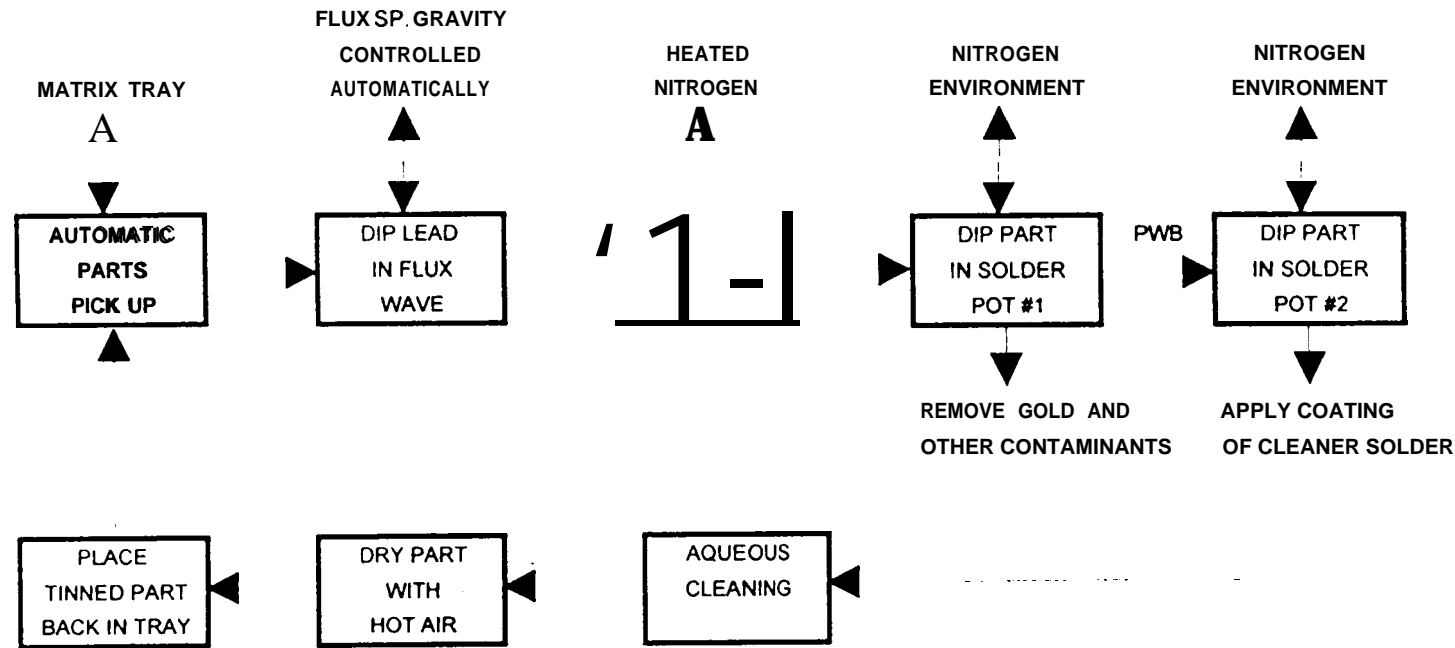 FLUX SP. GRAVITY
CONTROLLED
AUTOMATICALLY
HEATED
NITROGEN
NITROGEN
ENVIRONMENT
NITROGEN
ENVIRONMENT
MATRIX TRAY
A
A
AUTOMATIC
PARTS
PICK UP
DIP LEAD
IN FLUX
WAVE
'1-I
DIP PART
IN SOLDER
POT #1
PWB
DIP PART
IN SOLDER
POT #2
REMOVE GOLD AND
OTHER CONTAMINANTS
APPLY COATING
OF CLEANER SOLDER
PLACE
TINNED PART
BACK IN TRAY
DRY PART
WITH
HOT AIR
AQUEOUS
CLEANING